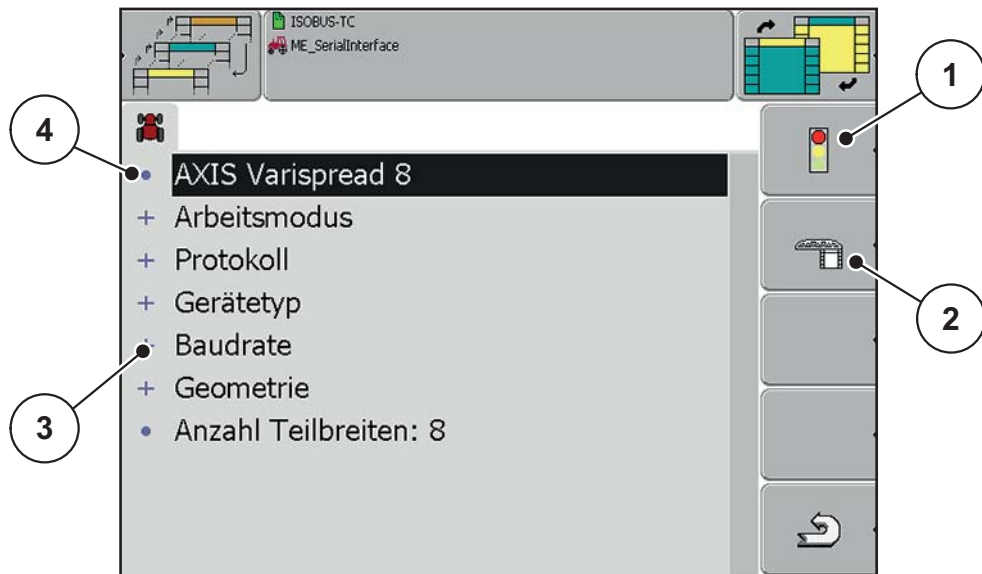 ISOBUS-TC
ME_SerialInterface
1
4
AXIS Varispread 8
Arbeitsmodus
Protokoll
Gerätetyp
2
Baudrate
3
Geometrie
Anzahl Teilbreiten: 8